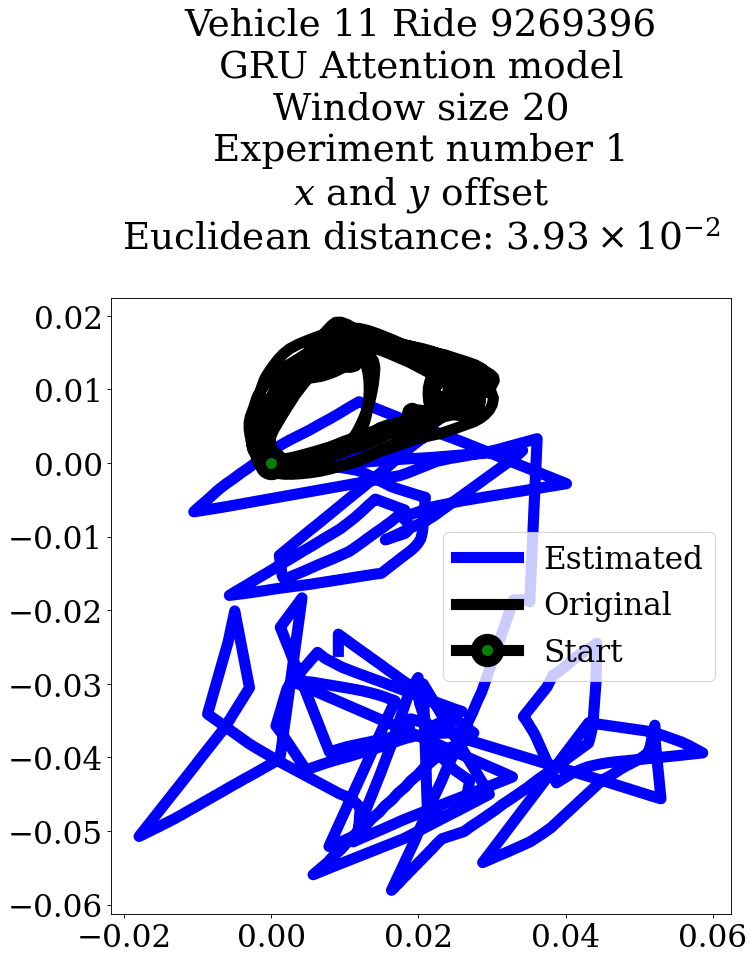 Vehicle 11 Ride 9269396
GRU Attention model
Window size 20
Experiment number 1
x and y offset
Euclidean distance: 3.93 × 10⁻²
0.02
0.01
0.00
−0.01
−0.02
−0.03
−0.04
−0.05
−0.06
Estimated
Original
Start
−0.02 0.00 0.02 0.04 0.06